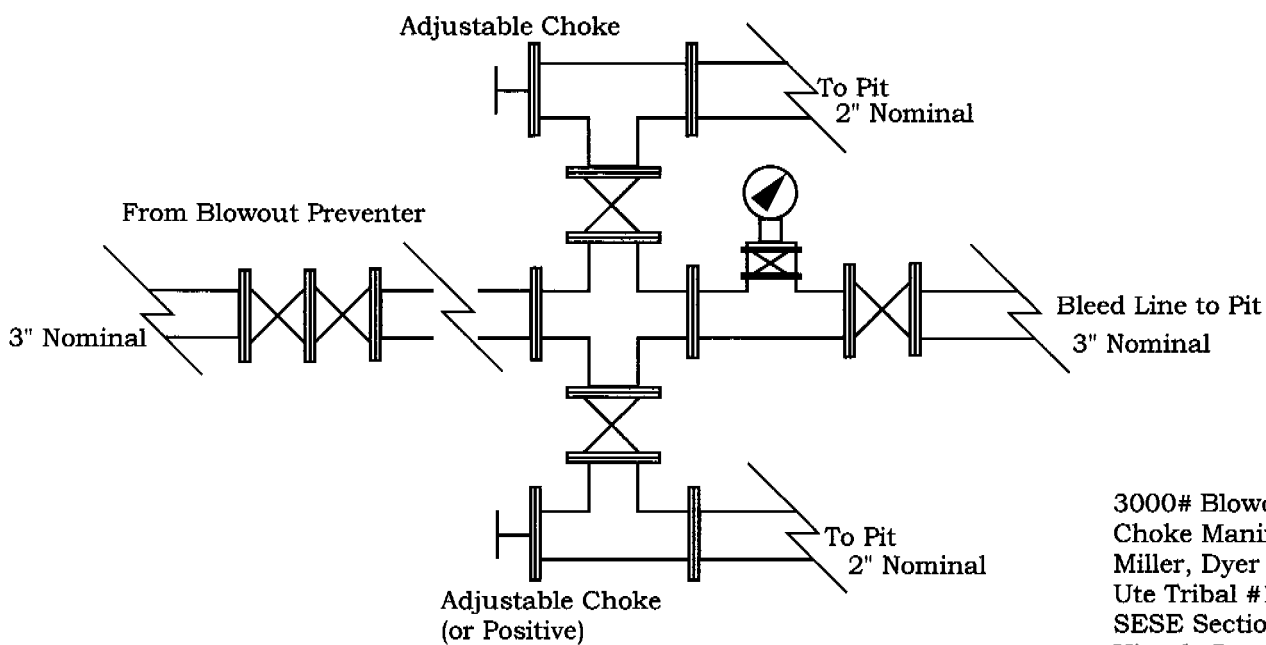 Adjustable Choke
To Pit
2" Nominal
From Blowout Preventer
3" Nominal
Bleed Line to Pit
3" Nominal
To Pit
2" Nominal
Adjustable Choke
(or Positive)
3000#
Choke
Miller, Dyer
Ute Tribal
SESE